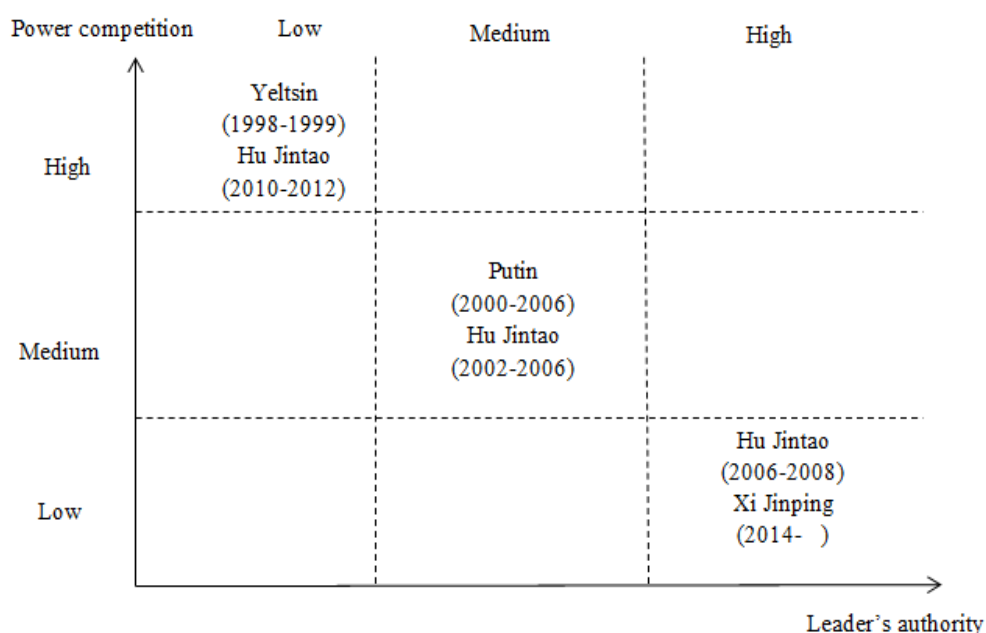 Power competition Low Medium High
Yeltsin
(1998-1999)
High Hu Jintao
(2010-2012)
Putin
(2000-2006)
Hu Jintao
Medium
(2002-2006)
Hu Jintao
(2006-2008)
Low Xi Jinping
(2014- )
Leader's authority